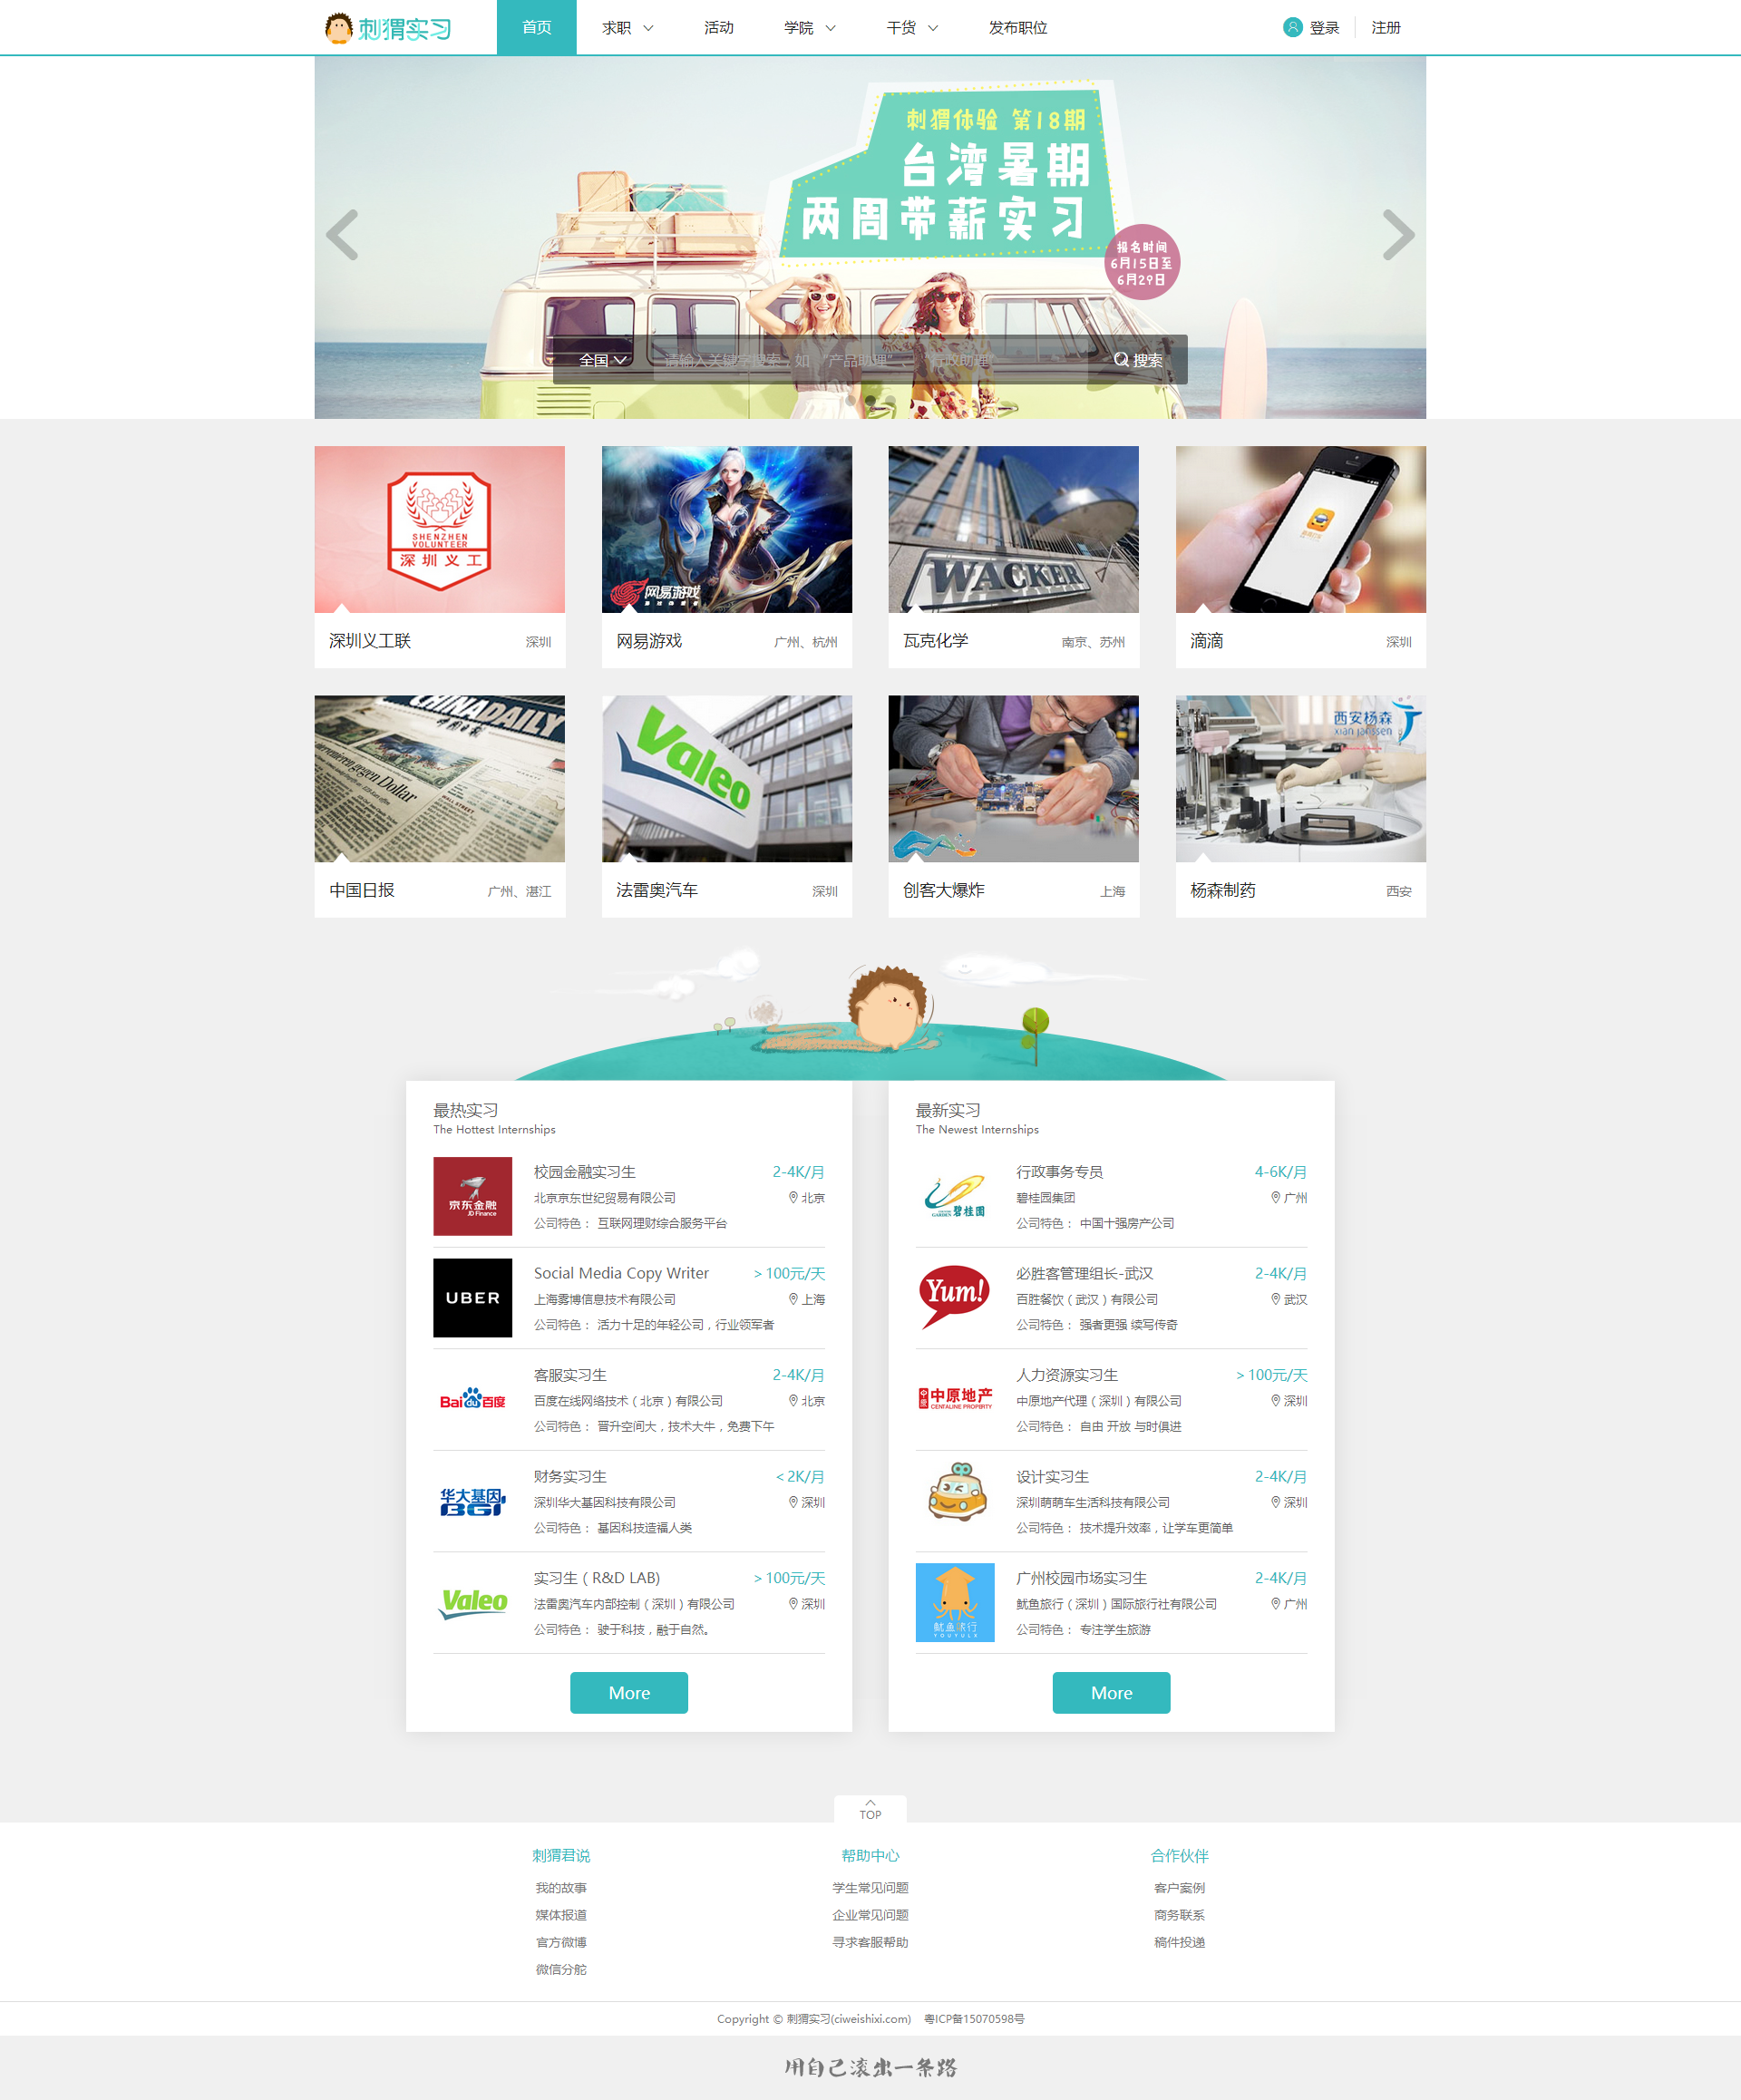 刺猬实习
首页
求职
活动
学院
干货
发布职位
登录
注册
刺猬体验 第18期
台湾暑期
两周带薪实习
报名时间
6月15日至
6月29日
全国
请输入关键字搜索，如 “产品助理”、 “行政助理”
搜索
SHENZHEN
VOLUNTEER
深圳义工
网易游戏
WACKER
深圳义工联
深圳
网易游戏
广州、杭州
瓦克化学
南京、苏州
滴滴
深圳
CHINADAILY
Dollar
WALL STREET
Valeo
西安杨森
xian janssen
中国日报
广州、湛江
法雷奥汽车
深圳
创客大爆炸
上海
杨森制药
西安
最热实习
The Hottest Internships
京东金融
JD Finance
校园金融实习生
2-4K/月
北京京东世纪贸易有限公司
北京
公司特色： 互联网理财综合服务平台
UBER
Social Media Copy Writer
＞100元/天
上海雾博信息技术有限公司
上海
公司特色： 活力十足的年轻公司，行业领军者
Bai du 百度
客服实习生
2-4K/月
百度在线网络技术（北京）有限公司
北京
公司特色： 晋升空间大，技术大牛，免费下午
华大基因
BGI
财务实习生
＜2K/月
深圳华大基因科技有限公司
深圳
公司特色： 基因科技造福人类
Valeo
实习生（R&D LAB)
＞100元/天
法雷奥汽车内部控制（深圳）有限公司
深圳
公司特色： 驶于科技，融于自然。
More
最新实习
The Newest Internships
GARDEN 碧桂园
行政事务专员
4-6K/月
碧桂园集团
广州
公司特色： 中国十强房产公司
Yum!
必胜客管理组长-武汉
2-4K/月
百胜餐饮（武汉）有限公司
武汉
公司特色： 强者更强 续写传奇
中原地产
CENTALINE PROPERTY
人力资源实习生
＞100元/天
中原地产代理（深圳）有限公司
深圳
公司特色： 自由 开放 与时俱进
设计实习生
2-4K/月
深圳萌萌车生活科技有限公司
深圳
公司特色： 技术提升效率，让学车更简单
鱿鱼旅行
YOUYULX
广州校园市场实习生
2-4K/月
鱿鱼旅行（深圳）国际旅行社有限公司
广州
公司特色： 专注学生旅游
More
TOP
刺猬君说
我的故事
媒体报道
官方微博
微信分舵
帮助中心
学生常见问题
企业常见问题
寻求客服帮助
合作伙伴
客户案例
商务联系
稿件投递
Copyright © 刺猬实习(ciweishixi.com) 粤ICP备15070598号
用自己滚出一条路